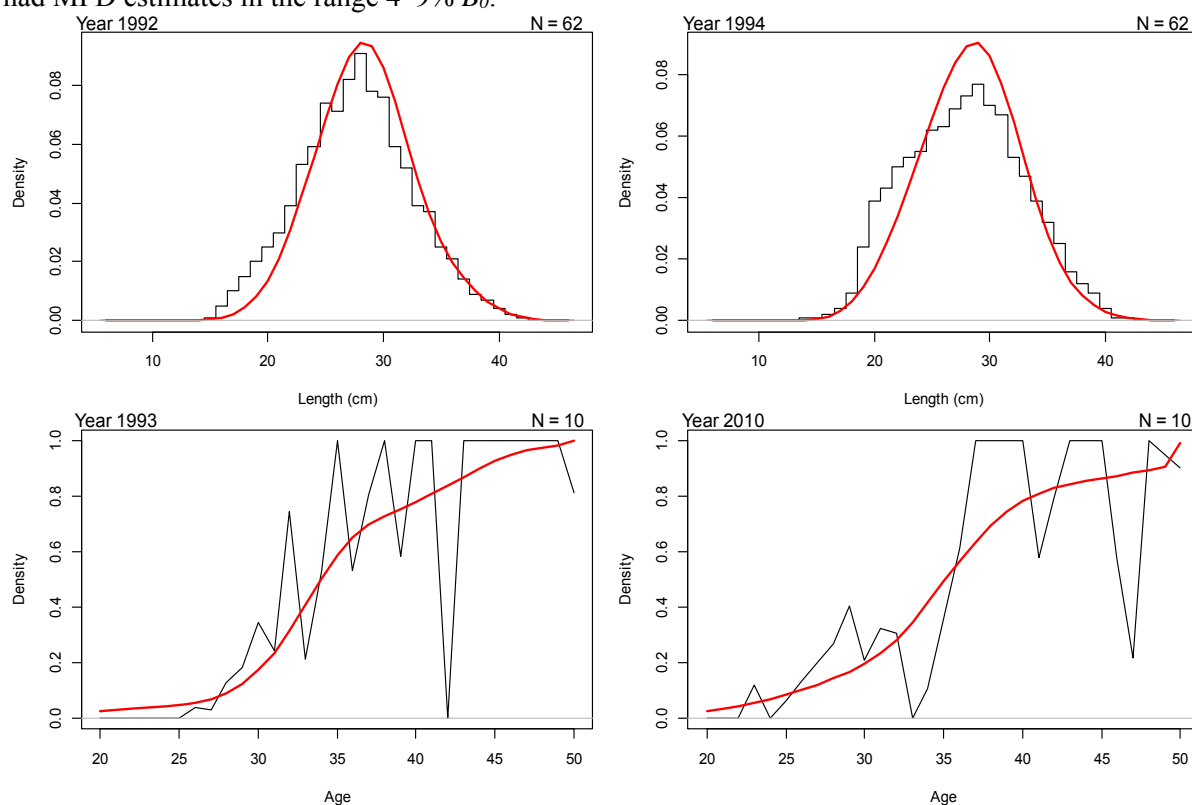 had MPD estimates in the range 4–9% B0.
Year 1992 N = 62
Density
0.00 0.02 0.04 0.06 0.08
10 20 30 40
Length (cm)
Year 1994 N = 62
Density
0.00 0.02 0.04 0.06 0.08
10 20 30 40
Length (cm)
Year 1993 N = 10
Density
0.0 0.2 0.4 0.6 0.8 1.0
20 25 30 35 40 45 50
Age
Year 2010 N = 10
Density
0.0 0.2 0.4 0.6 0.8 1.0
20 25 30 35 40 45 50
Age